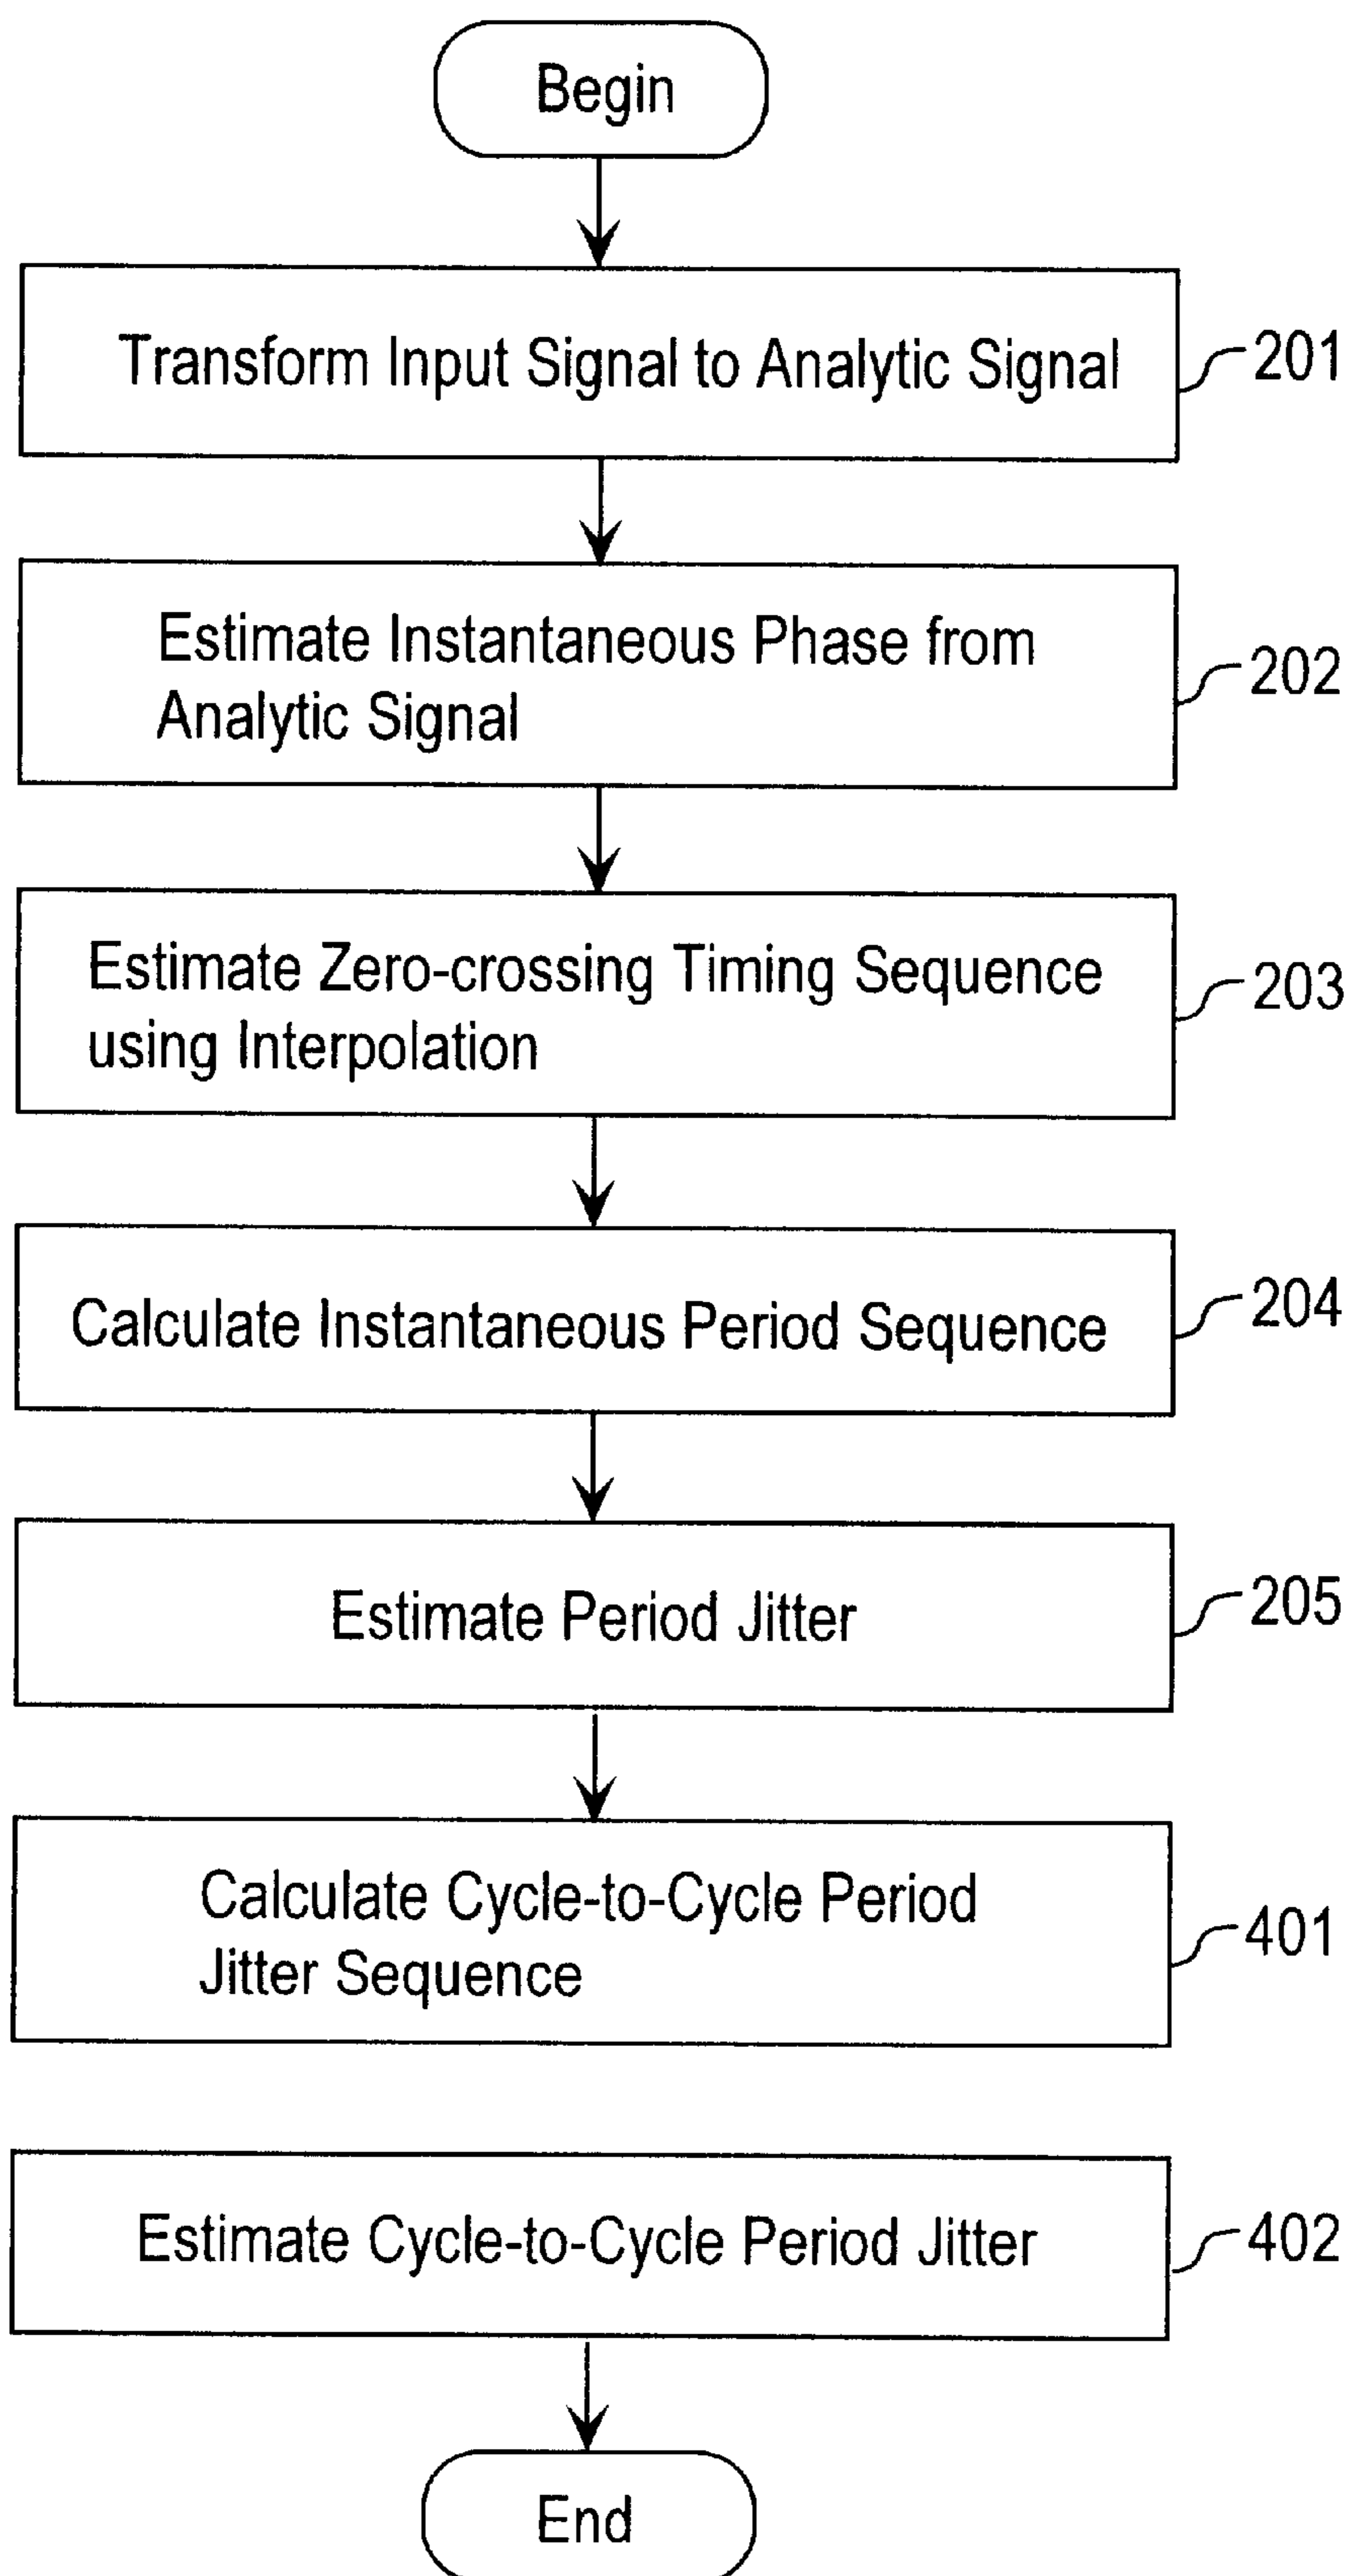 Begin
Transform Input Signal to Analytic Signal
201
Estimate Instantaneous Phase from
Analytic Signal
202
Estimate Zero-crossing Timing Sequence
using Interpolation
203
Calculate Instantaneous Period Sequence
204
Estimate Period Jitter
205
Calculate Cycle-to-Cycle Period
Jitter Sequence
401
Estimate Cycle-to-Cycle Period Jitter
402
End